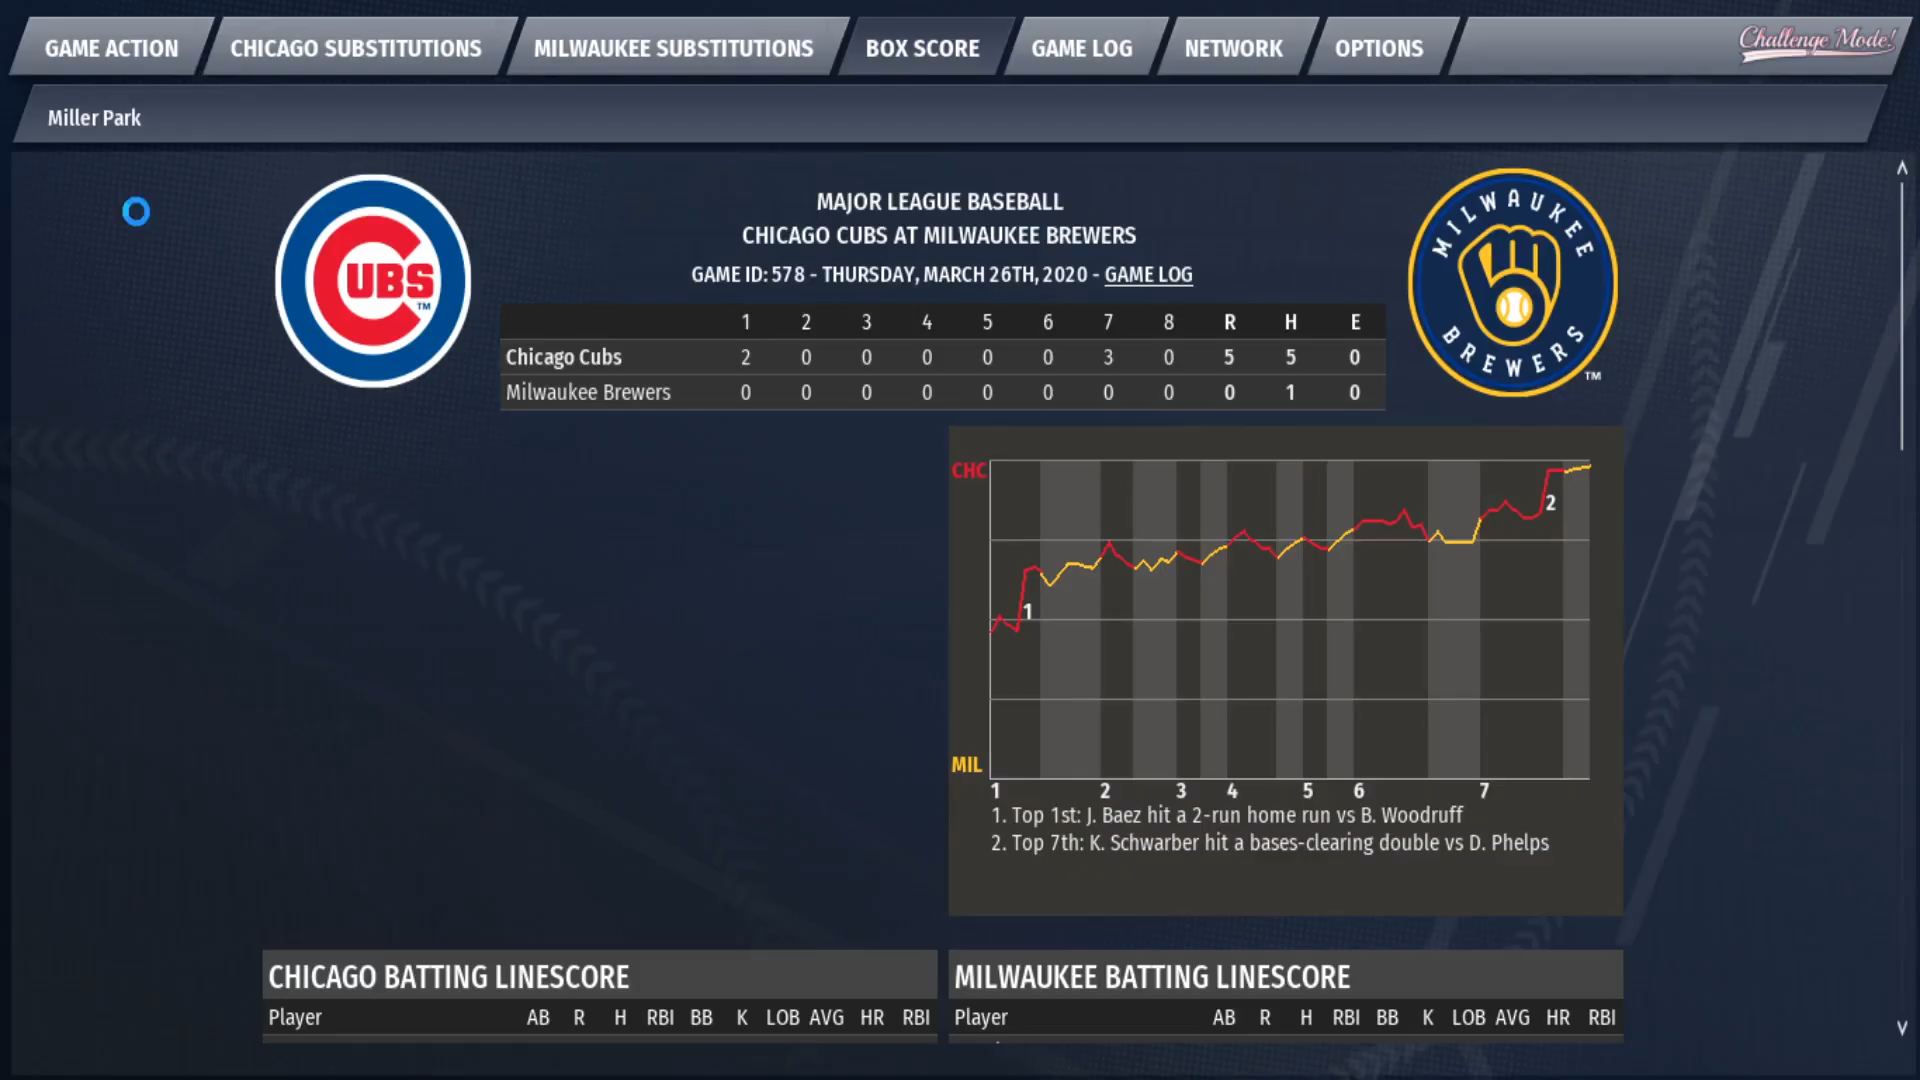 GAME ACTION CHICAGO SUBSTITUTIONS MILWAUKEE SUBSTITUTIONS BOX SCORE GAME LOG NETWORK OPTIONS Challenge Mode!
Miller Park
CUBS TM
MAJOR LEAGUE BASEBALL
CHICAGO CUBS AT MILWAUKEE BREWERS
GAME ID: 578 - THURSDAY, MARCH 26TH, 2020 - GAME LOG
1 2 3 4 5 6 7 8 R H E
Chicago Cubs 2 0 0 0 0 0 3 0 5 5 0
Milwaukee Brewers 0 0 0 0 0 0 0 0 0 1 0
MILWAUKEE
BREWERS TM
CHC
2
1
MIL
1 2 3 4 5 6 7
1. Top 1st: J. Baez hit a 2-run home run vs B. Woodruff
2. Top 7th: K. Schwarber hit a bases-clearing double vs D. Phelps
CHICAGO BATTING LINESCORE
Player AB R H RBI BB K LOB AVG HR RBI
MILWAUKEE BATTING LINESCORE
Player AB R H RBI BB K LOB AVG HR RBI